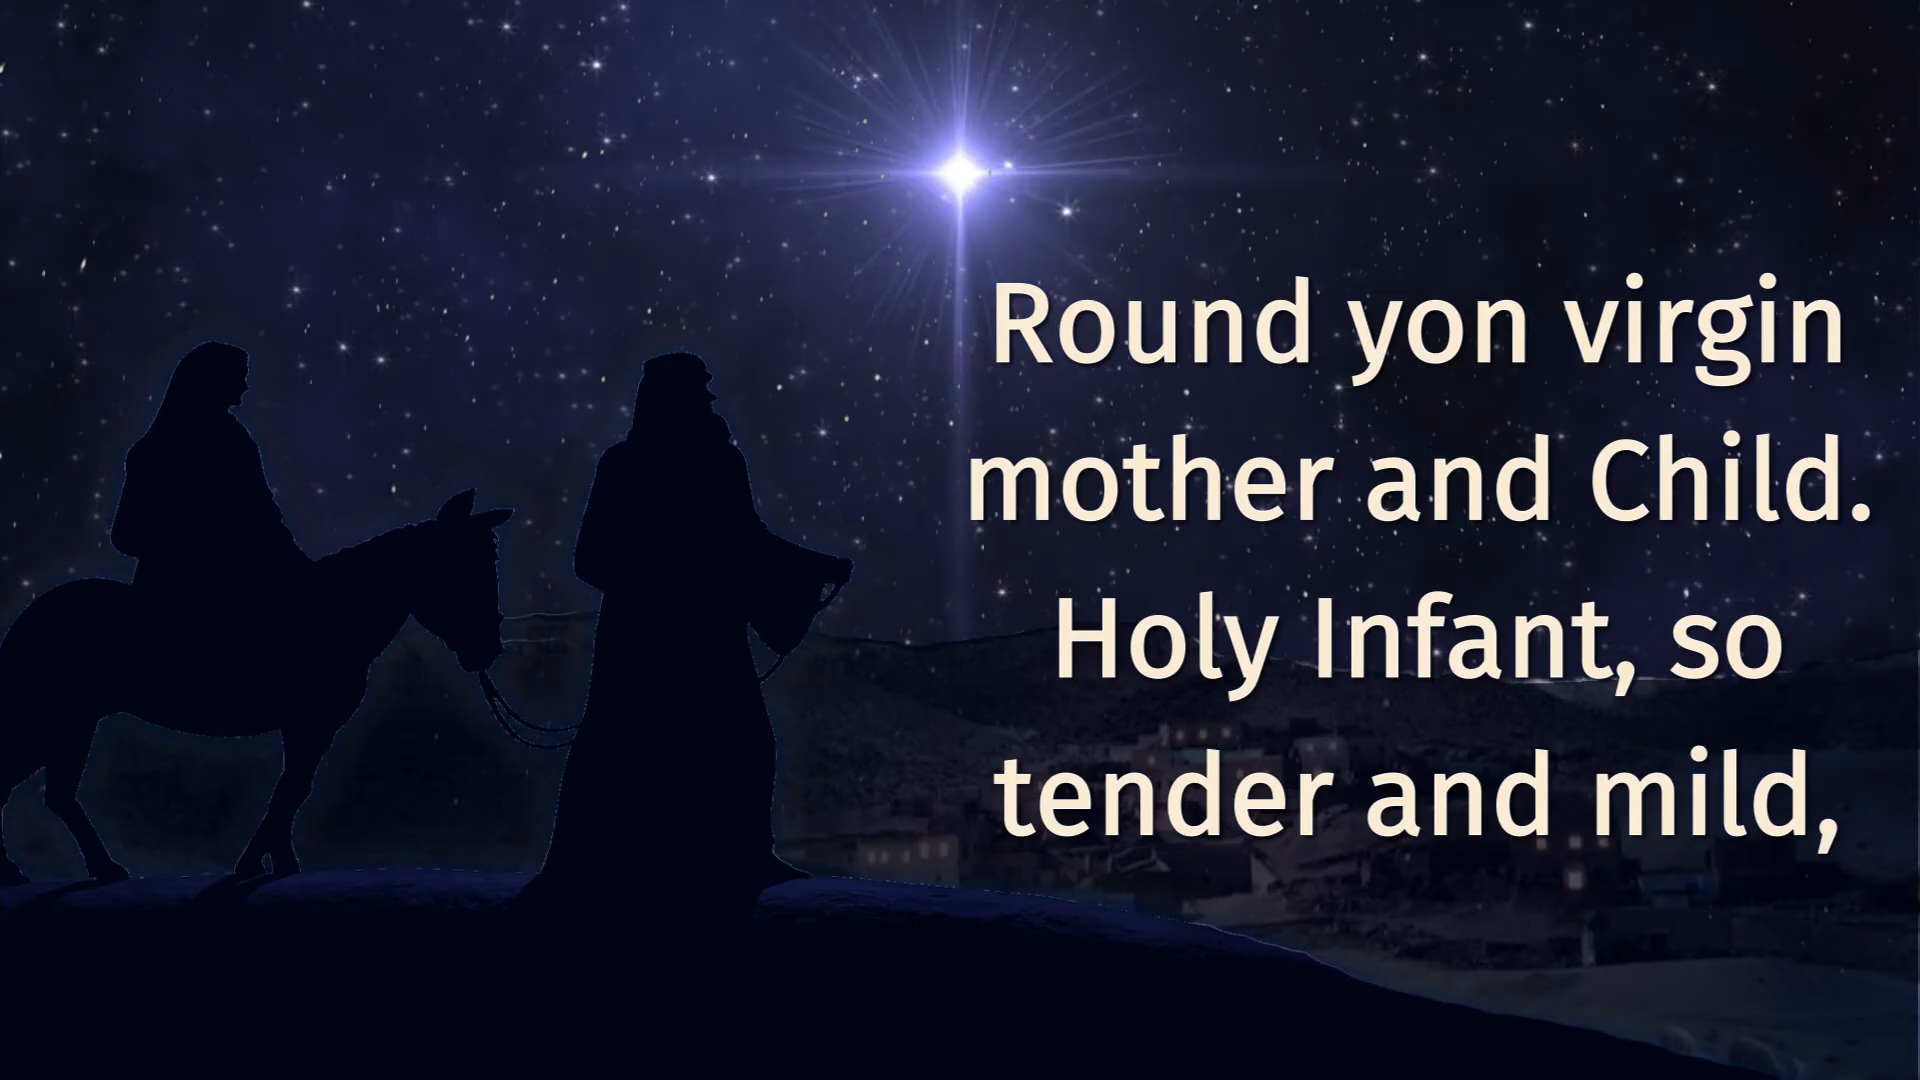 Round yon virgin
mother and Child.
Holy Infant, so
tender and mild,